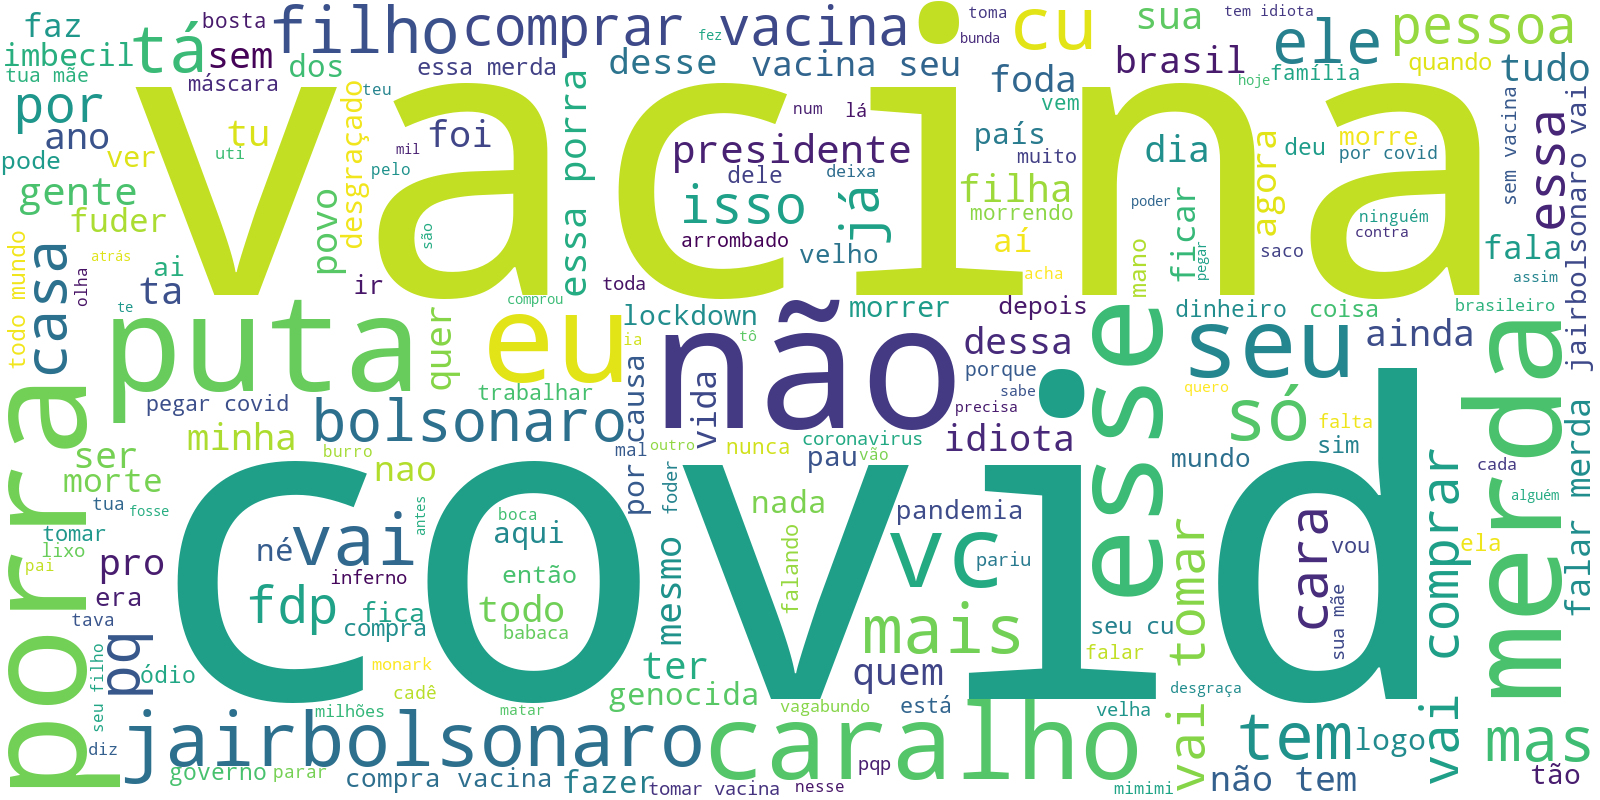 faz
bosta
filho
comprar
fez
vacina
toma
bunda
cu
sua
tem idiota
ele
pessoa
imbecil
tá
sem
dos
essa merda
desse
vacina seu
brasil
família
quando
tudo
tua mãe
máscara
teu
foda
hoje
por
ano
tu
desgraçado
foi
essa porra
vacina
num
lá
vem
país
dia
agora
morre
sem vacina
essa
jairbolsonaro vai
pode
ver
uti
mil
pelo
presidente
dele
deixa
muito
deu
por covid
gente
fuder
povo
isso
já
filha
morrendo
poder
ficar
ninguém
contra
são
arrombado
velho
aí
mano
pegar
saco
fala
todo mundo
casa
olha
atrás
ai
ta
ir
toda
acha
assim
te
comprou
lockdown
morrer
depois
dinheiro
coisa
brasileiro
puta
quer
eu
ia
não
tô
dessa
esse
seu
ainda
merda
trabalhar
por causa
vida
porque
sabe
quero
porra
pegar covid
bolsonaro
precisa
só
falta
minha
burro
mal
outro
nunca
coronavirus
idiota
sim
ser
nao
foder
pau
vão
mundo
cada
morte
covid
nada
pandemia
vai comprar
alguém
falar merda
tua
fosse
antes
boca
aqui
cara
tomar
lixo
né
vai
mesmo
falando
vc
pariu
vai tomar
vou
ela
pai
pro
inferno
então
era
fdp
fica
todo
mais
sua mãe
tava
compra
babaca
seu cu
pq
ódio
monark
ter
quem
falar
seu filho
cadê
genocida
desgraça
milhões
matar
vagabundo
está
velha
diz
jairbolsonaro
caralho
tem
logo
mas
governo
parar
compra vacina
fazer
tomar vacina
pqp
nesse
mimimi
não tem
tão